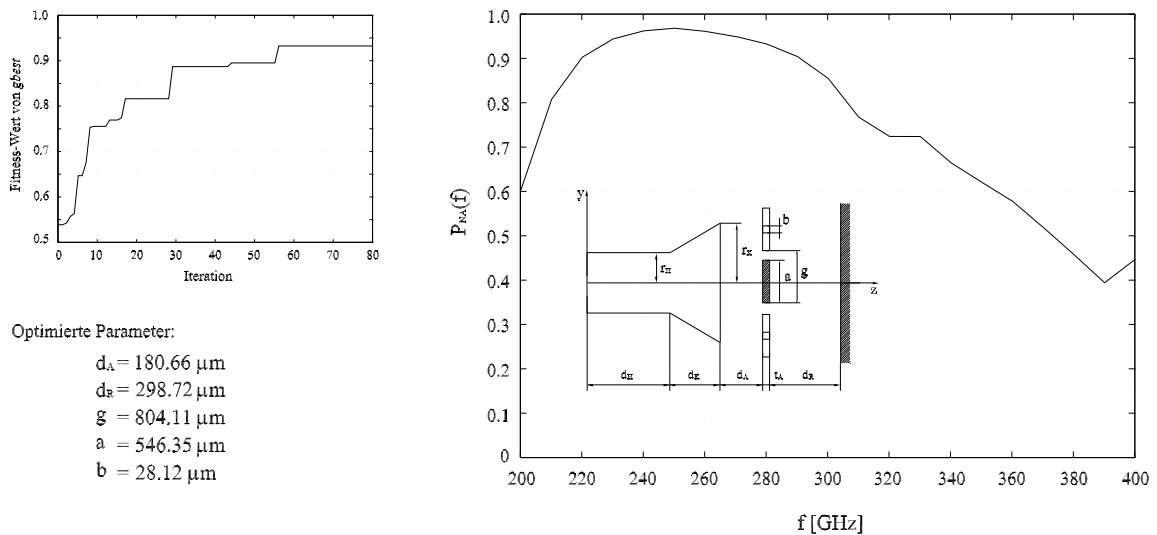 1.0
0.9
0.8
0.7
0.6
0.5
Fitness-Wert von gbest
0 10 20 30 40 50 60 70 80
Iteration
Optimierte Parameter:
dA = 180.66 µm
dR = 298.72 µm
g = 804.11 µm
a = 546.35 µm
b = 28.12 µm
1.0
0.9
0.8
0.7
0.6
0.5
0.4
0.3
0.2
0.1
0
PNA(f)
200 220 240 260 280 300 320 340 360 380 400
f [GHz]
y
b
rH
rK
a
g
z
dH dK dA tA dR